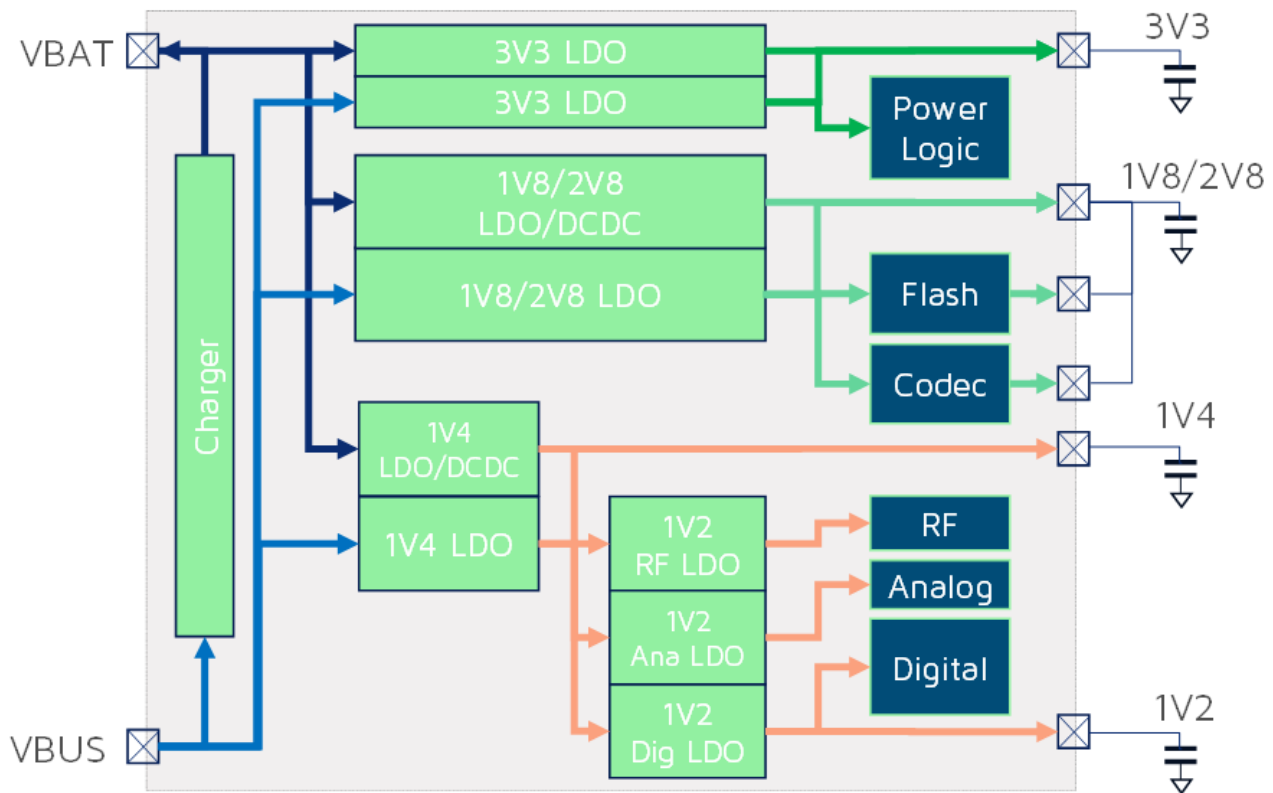 VBAT
3V3 LDO
3V3 LDO
3V3
Power
Logic
1V8/2V8
LDO/DCDC
1V8/2V8 LDO
1V8/2V8
Flash
Codec
Charger
1V4
LDO/DCDC
1V4 LDO
1V4
1V2
RF LDO
RF
1V2
Ana LDO
Analog
1V2
Dig LDO
Digital
1V2
VBUS